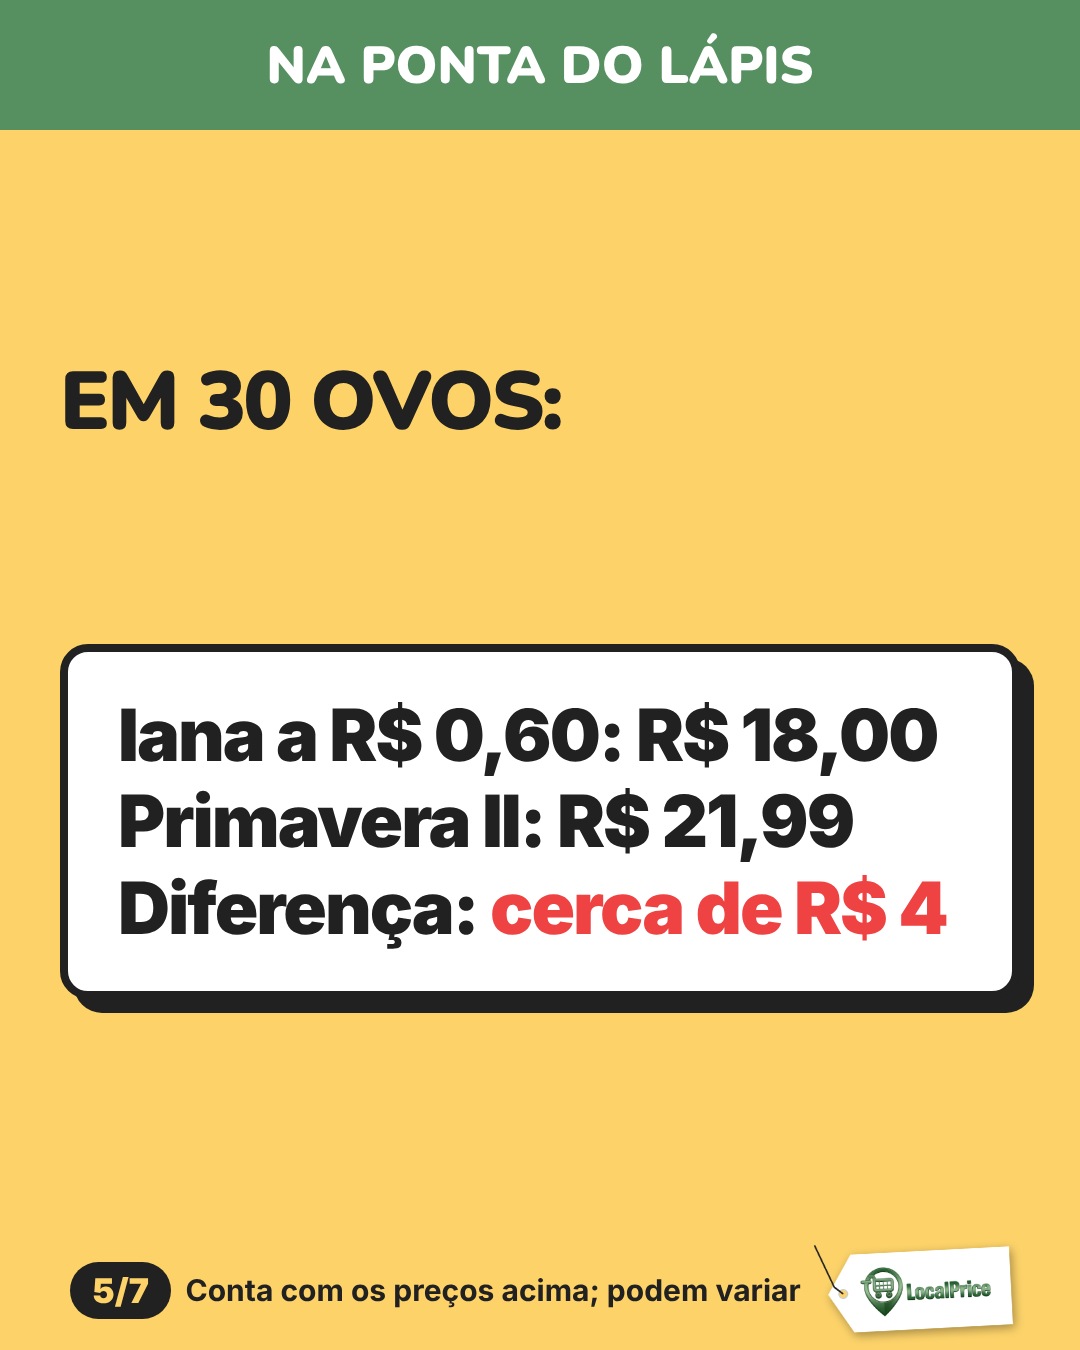 NA PONTA DO LÁPIS
EM 30 OVOS:
Iana a R$ 0,60: R$ 18,00
Primavera II: R$ 21,99
Diferença: cerca de R$ 4
5/7 Conta com os preços acima; podem variar
LocalPrice